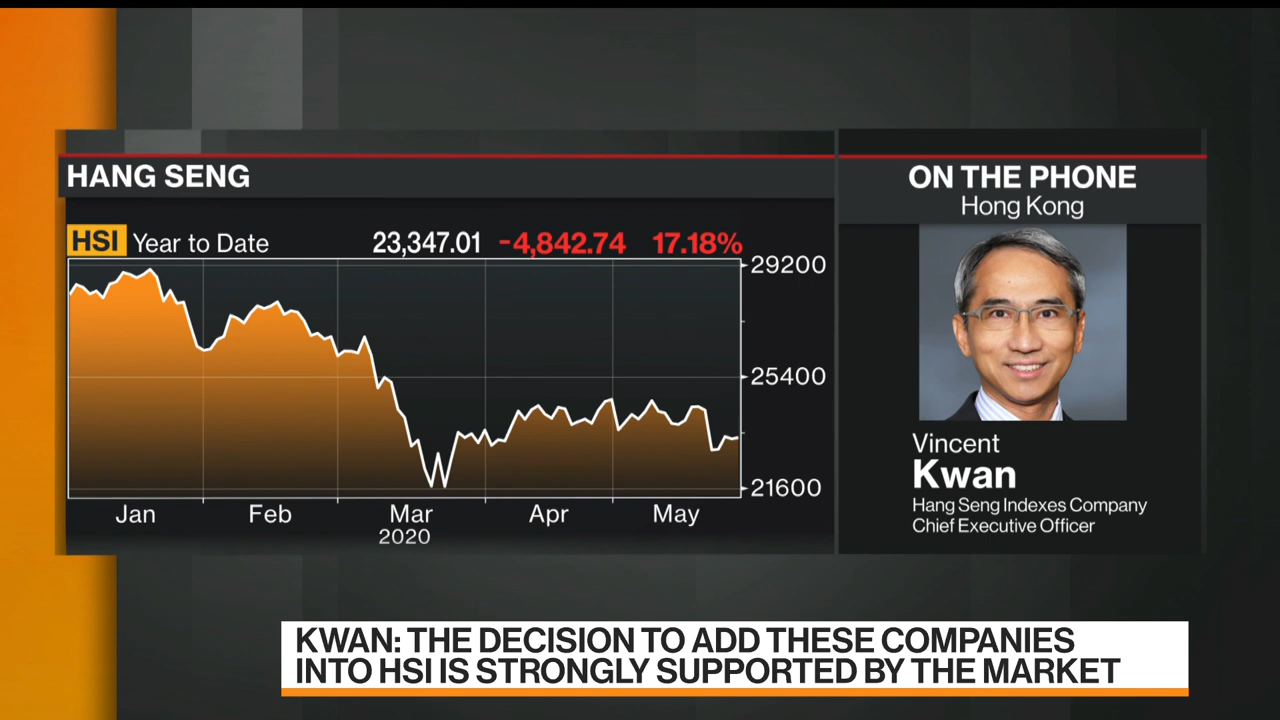 HANG SENG
HSI Year to Date 23,347.01 -4,842.74 17.18%
29200
25400
21600
Jan Feb Mar Apr May
2020
ON THE PHONE
Hong Kong
Vincent
Kwan
Hang Seng Indexes Company
Chief Executive Officer
KWAN: THE DECISION TO ADD THESE COMPANIES
INTO HSI IS STRONGLY SUPPORTED BY THE MARKET